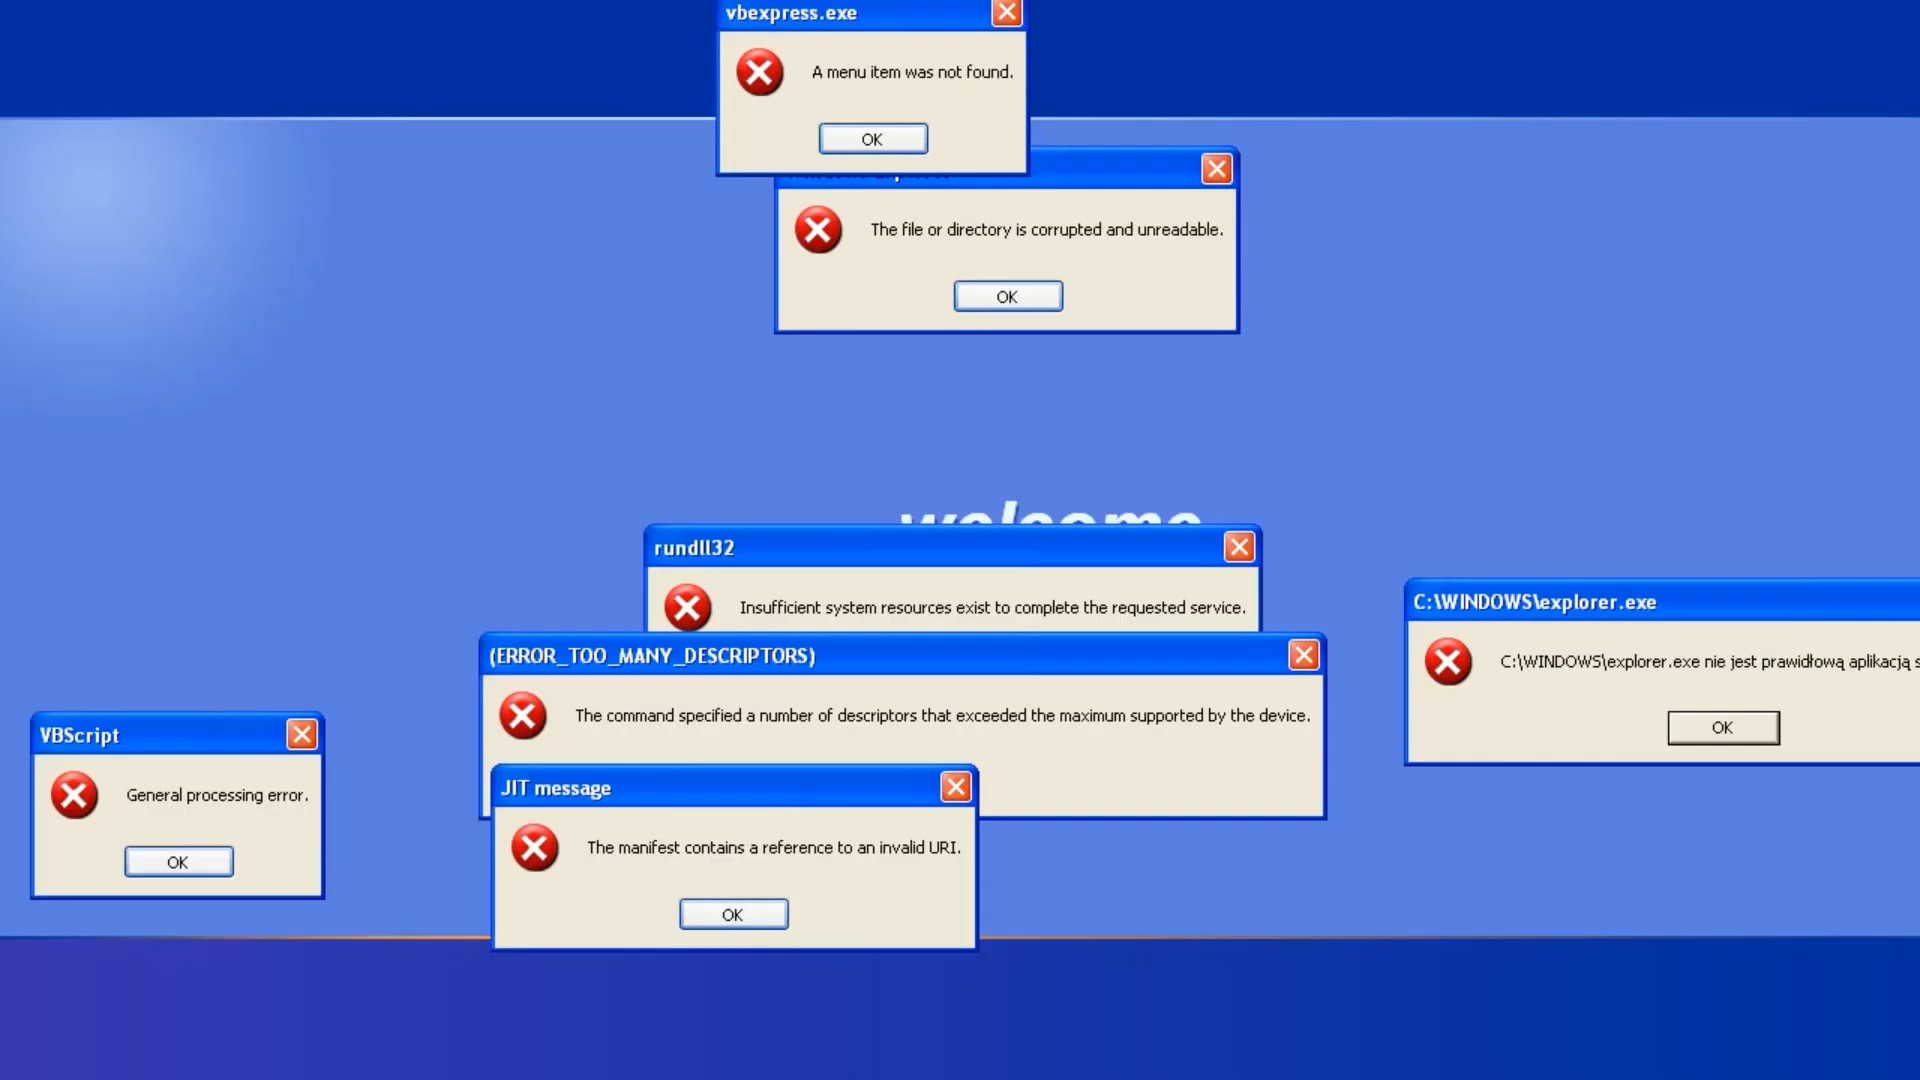 vbexpress.exe
A menu item was not found.
OK
The file or directory is corrupted and unreadable.
OK
welcome
rundll32
Insufficient system resources exist to complete the requested service.
(ERROR_TOO_MANY_DESCRIPTORS)
The command specified a number of descriptors that exceeded the maximum supported by the device.
C:\WINDOWS\explorer.exe
C:\WINDOWS\explorer.exe nie jest prawidłową aplikacją s
OK
VBScript
General processing error.
OK
JIT message
The manifest contains a reference to an invalid URI.
OK